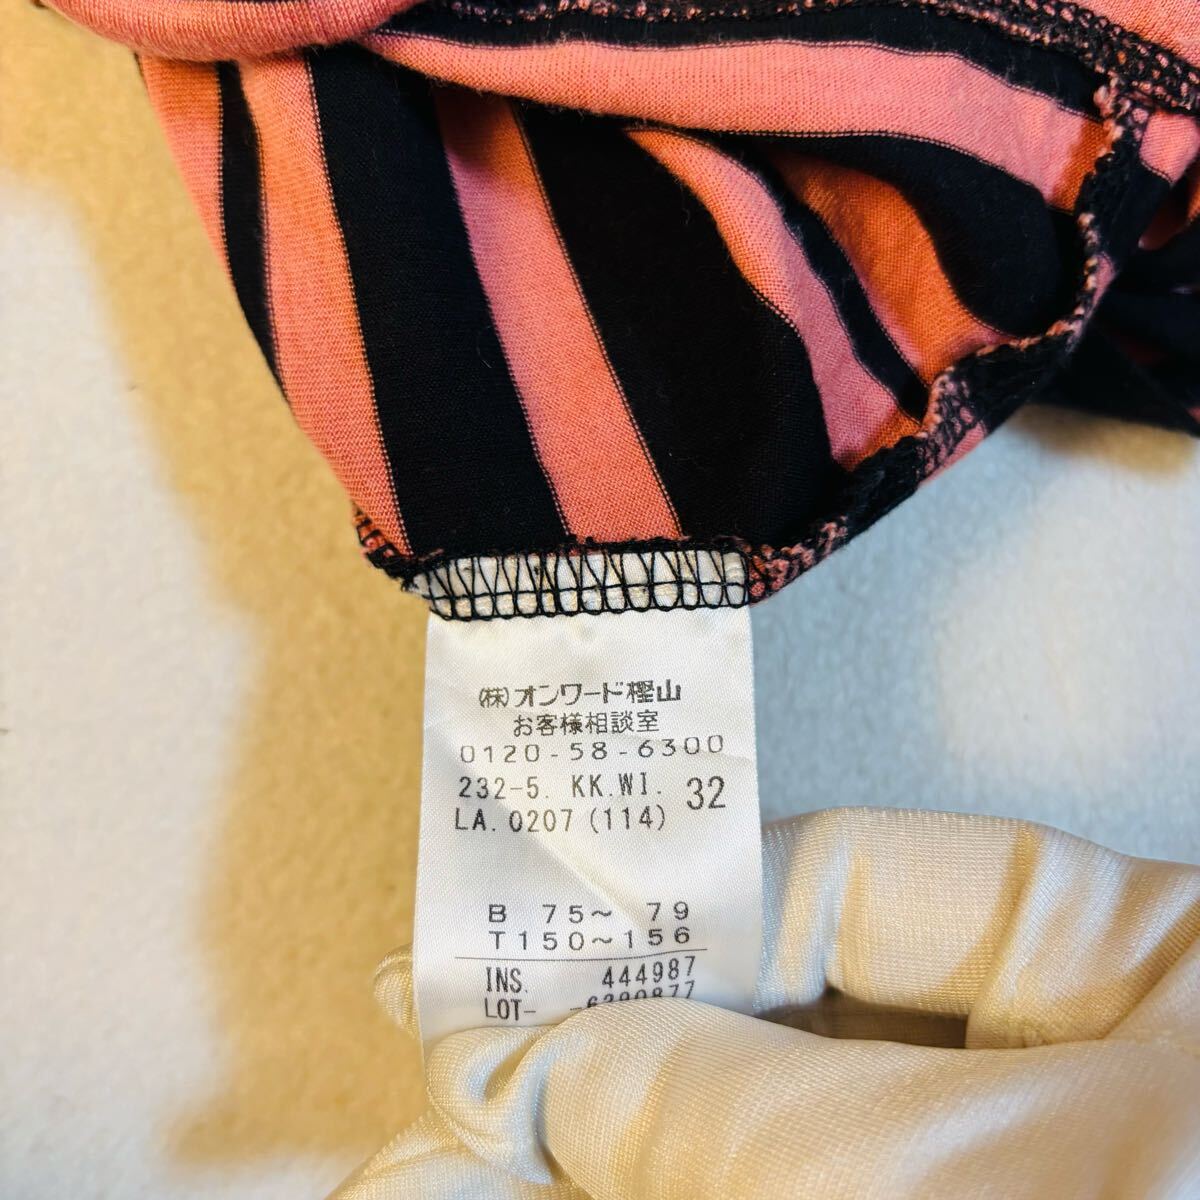 (株)オンワード樫山
お客様相談室
0120-58-6300
232-5. KK.WI. 32
LA.0207(114)
B 75~ 79
T150~156
INS. 444987
LOT- -6290877